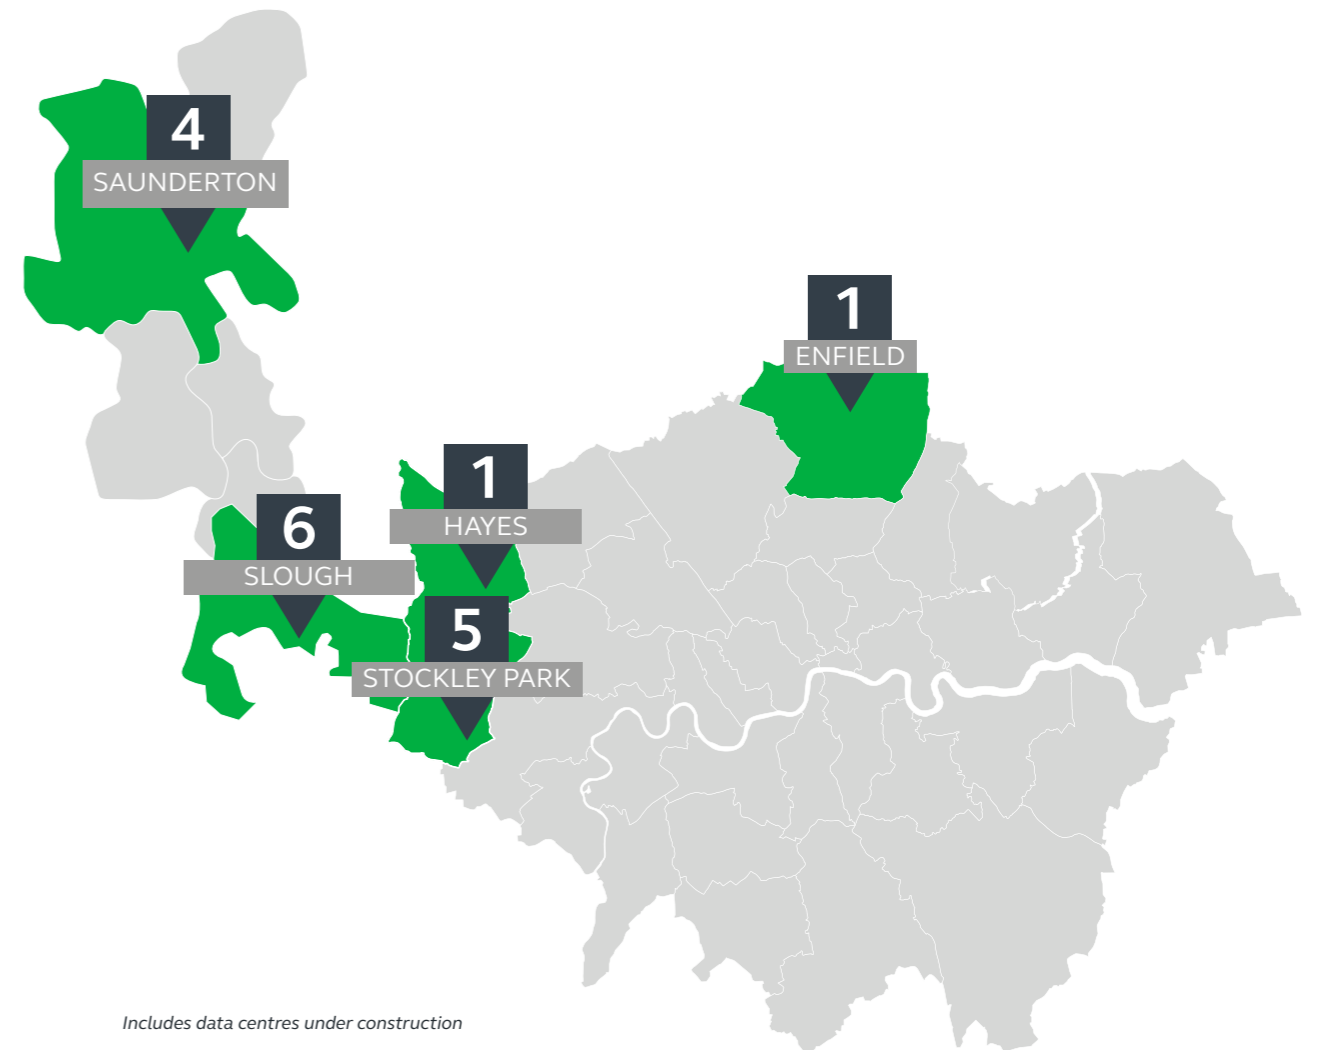 4
SAUNDERTON
1
ENFIELD
1
HAYES
6
SLOUGH
5
STOCKLEY PARK
Includes data centres under construction